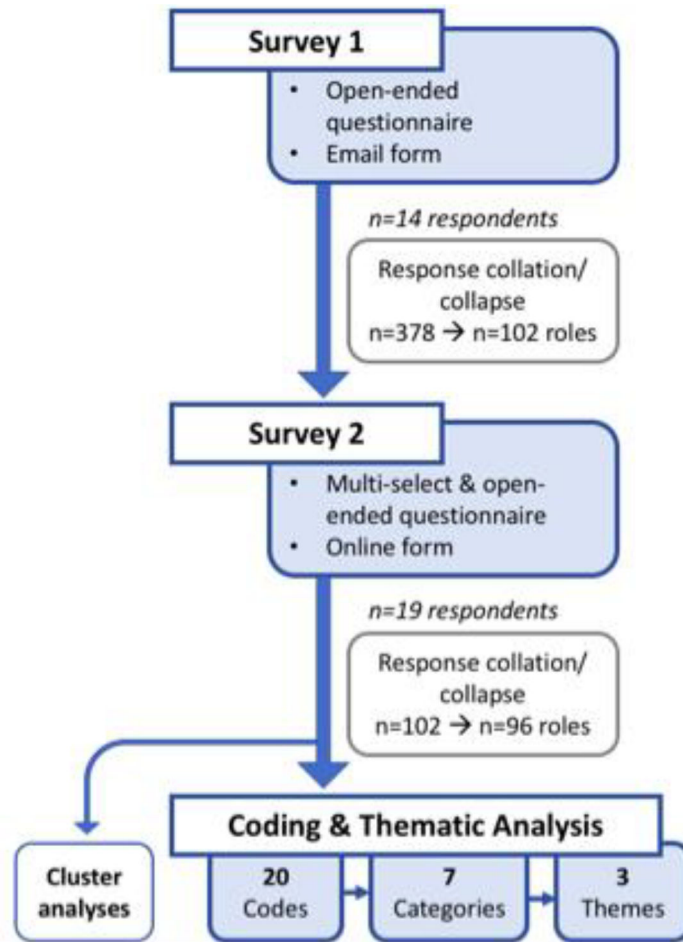 Survey 1
• Open-ended
questionnaire
• Email form
n=14 respondents
Response collation/
collapse
n=378 → n=102 roles
Survey 2
• Multi-select & open-
ended questionnaire
• Online form
n=19 respondents
Response collation/
collapse
n=102 → n=96 roles
Coding & Thematic Analysis
Cluster
analyses
20
Codes
7
Categories
3
Themes